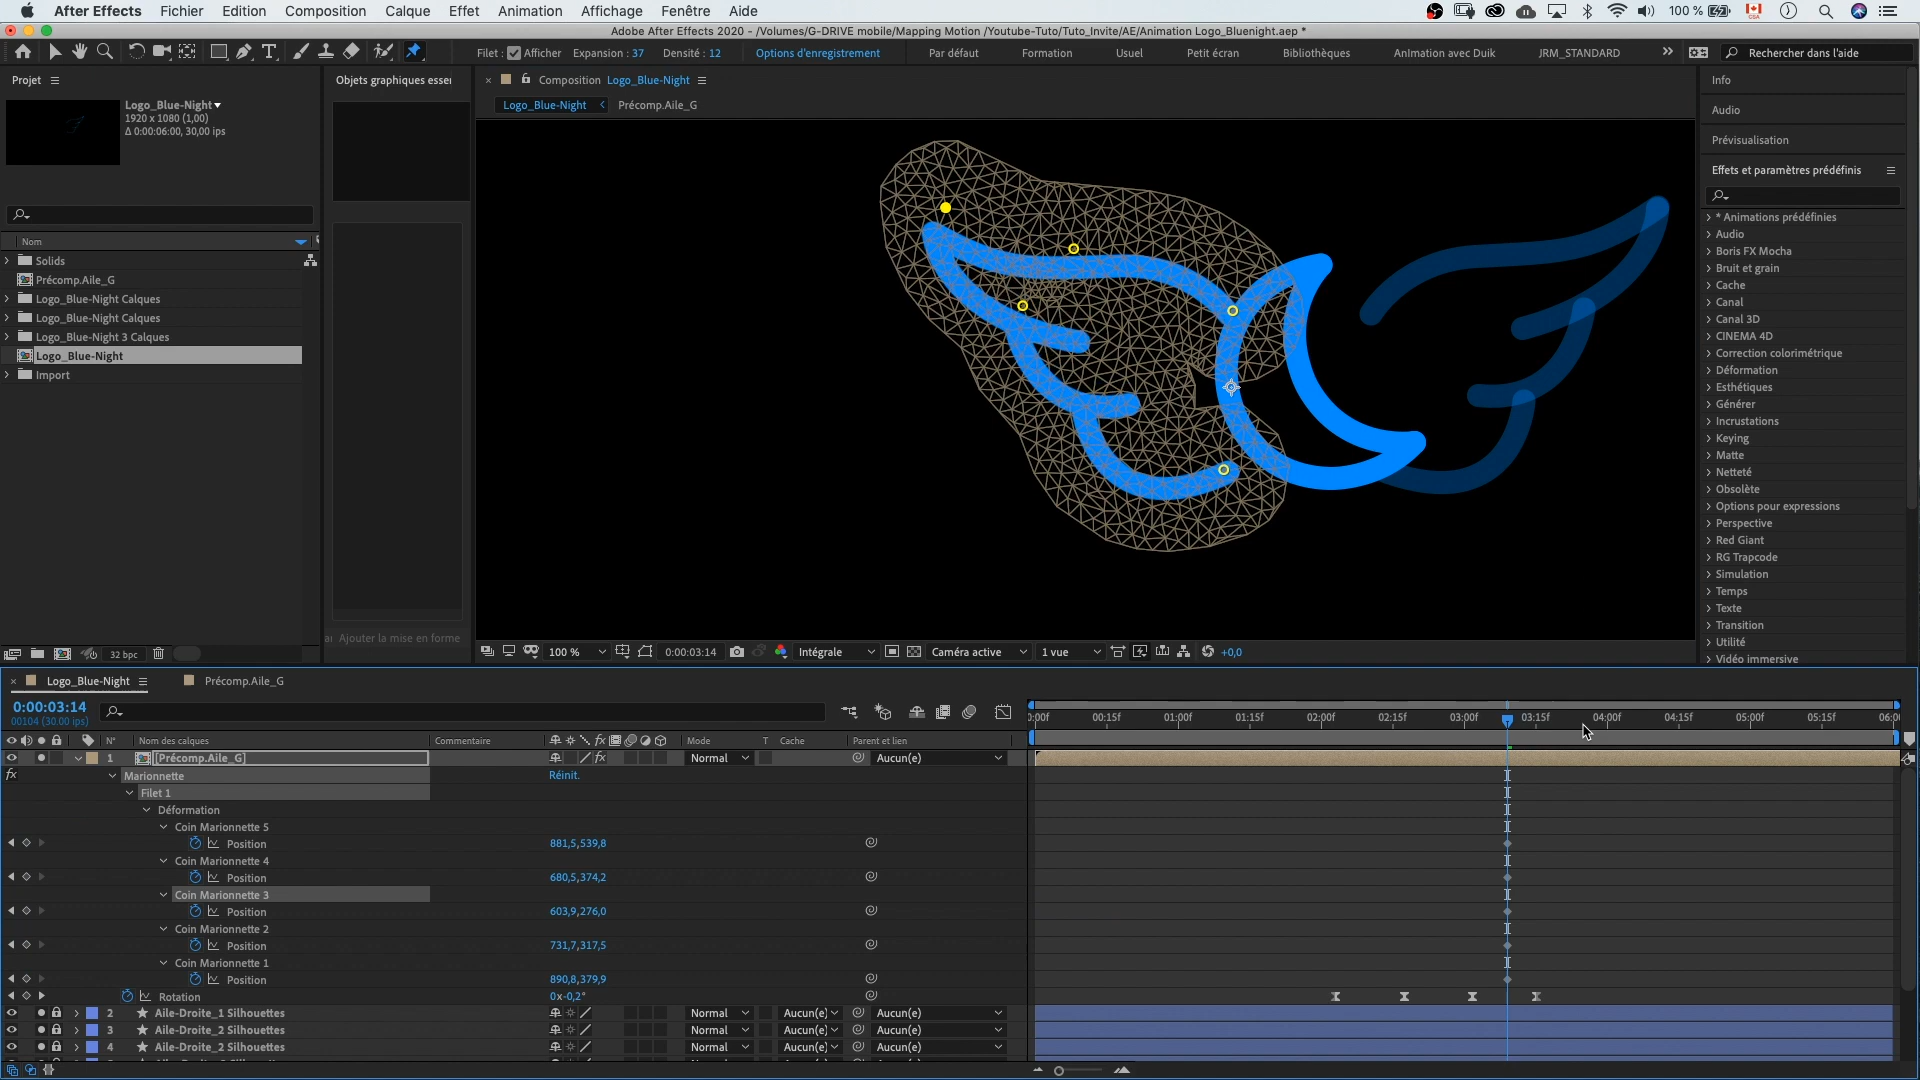 After Effects Fichier Edition Composition Calque Effet Animation Affichage Fenêtre Aide 100 %
Adobe After Effects 2020 - /Volumes/G-DRIVE mobile/Mapping Motion /Youtube-Tuto/Tuto_Invite/AE/Animation Logo_Bluenight.aep *
Filet : Afficher Expansion : 37 Densité : 12 Options d'enregistrement Par défaut Formation Usuel Petit écran Bibliothèques Animation avec Duik JRM_STANDARD Rechercher dans l'aide
Projet
Logo_Blue-Night
1920 x 1080 (1,00)
Δ 0:00:06:00, 30,00 ips
Nom
Solids
Précomp.Aile_G
Logo_Blue-Night Calques
Logo_Blue-Night Calques
Logo_Blue-Night 3 Calques
Logo_Blue-Night
Import
32 bpc
Objets graphiques esser
Ajouter la mise en forme
Composition Logo_Blue-Night
Logo_Blue-Night Précomp.Aile_G
100 % 0:00:03:14 Intégrale Caméra active 1 vue +0,0
Info
Audio
Prévisualisation
Effets et paramètres prédéfinis
* Animations prédéfinies
Audio
Boris FX Mocha
Bruit et grain
Cache
Canal
Canal 3D
CINEMA 4D
Correction colorimétrique
Déformation
Esthétiques
Générer
Incrustations
Keying
Matte
Netteté
Obsolète
Options pour expressions
Perspective
Red Giant
RG Trapcode
Simulation
Temps
Texte
Transition
Utilité
Vidéo immersive
Logo_Blue-Night Précomp.Aile_G
0:00:03:14
00104 (30.00 ips)
0:00f 00:15f 01:00f 01:15f 02:00f 02:15f 03:00f 03:15f 04:00f 04:15f 05:00f 05:15f 06:00
N° Nom des calques Commentaire fx Mode T Cache Parent et lien
1 [Précomp.Aile_G] fx Normal Aucun(e)
fx Marionnette Réinit.
Filet 1
Déformation
Coin Marionnette 5
Position 881,5,539,8
Coin Marionnette 4
Position 680,5,374,2
Coin Marionnette 3
Position 603,9,276,0
Coin Marionnette 2
Position 731,7,317,5
Coin Marionnette 1
Position 890,8,379,9
Rotation 0x-0,2°
2 Aile-Droite_1 Silhouettes Normal Aucun(e) Aucun(e)
3 Aile-Droite_2 Silhouettes Normal Aucun(e) Aucun(e)
4 Aile-Droite_2 Silhouettes Normal Aucun(e) Aucun(e)